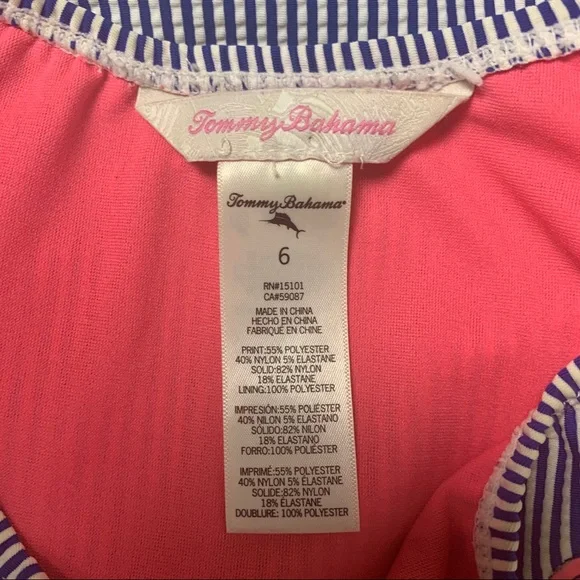 Tommy Bahama
Tommy Bahama®
6
RN#15101
CA#59087
MADE IN CHINA
HECHO EN CHINA
FABRIQUÉ EN CHINE
PRINT:55% POLYESTER
40% NYLON 5% ELASTANE
SOLID:82% NYLON
18% ELASTANE
LINING:100% POLYESTER
IMPRESIÓN:55% POLIÉSTER
40% NILON 5% ELASTANO
SÓLIDO:82% NILON
18% ELASTANO
FORRO:100% POLIÉSTER
IMPRIMÉ:55% POLYESTER
40% NYLON 5% ELASTANE
SOLIDE:82% NYLON
18% ELASTANE
DOUBLURE: 100% POLYESTER